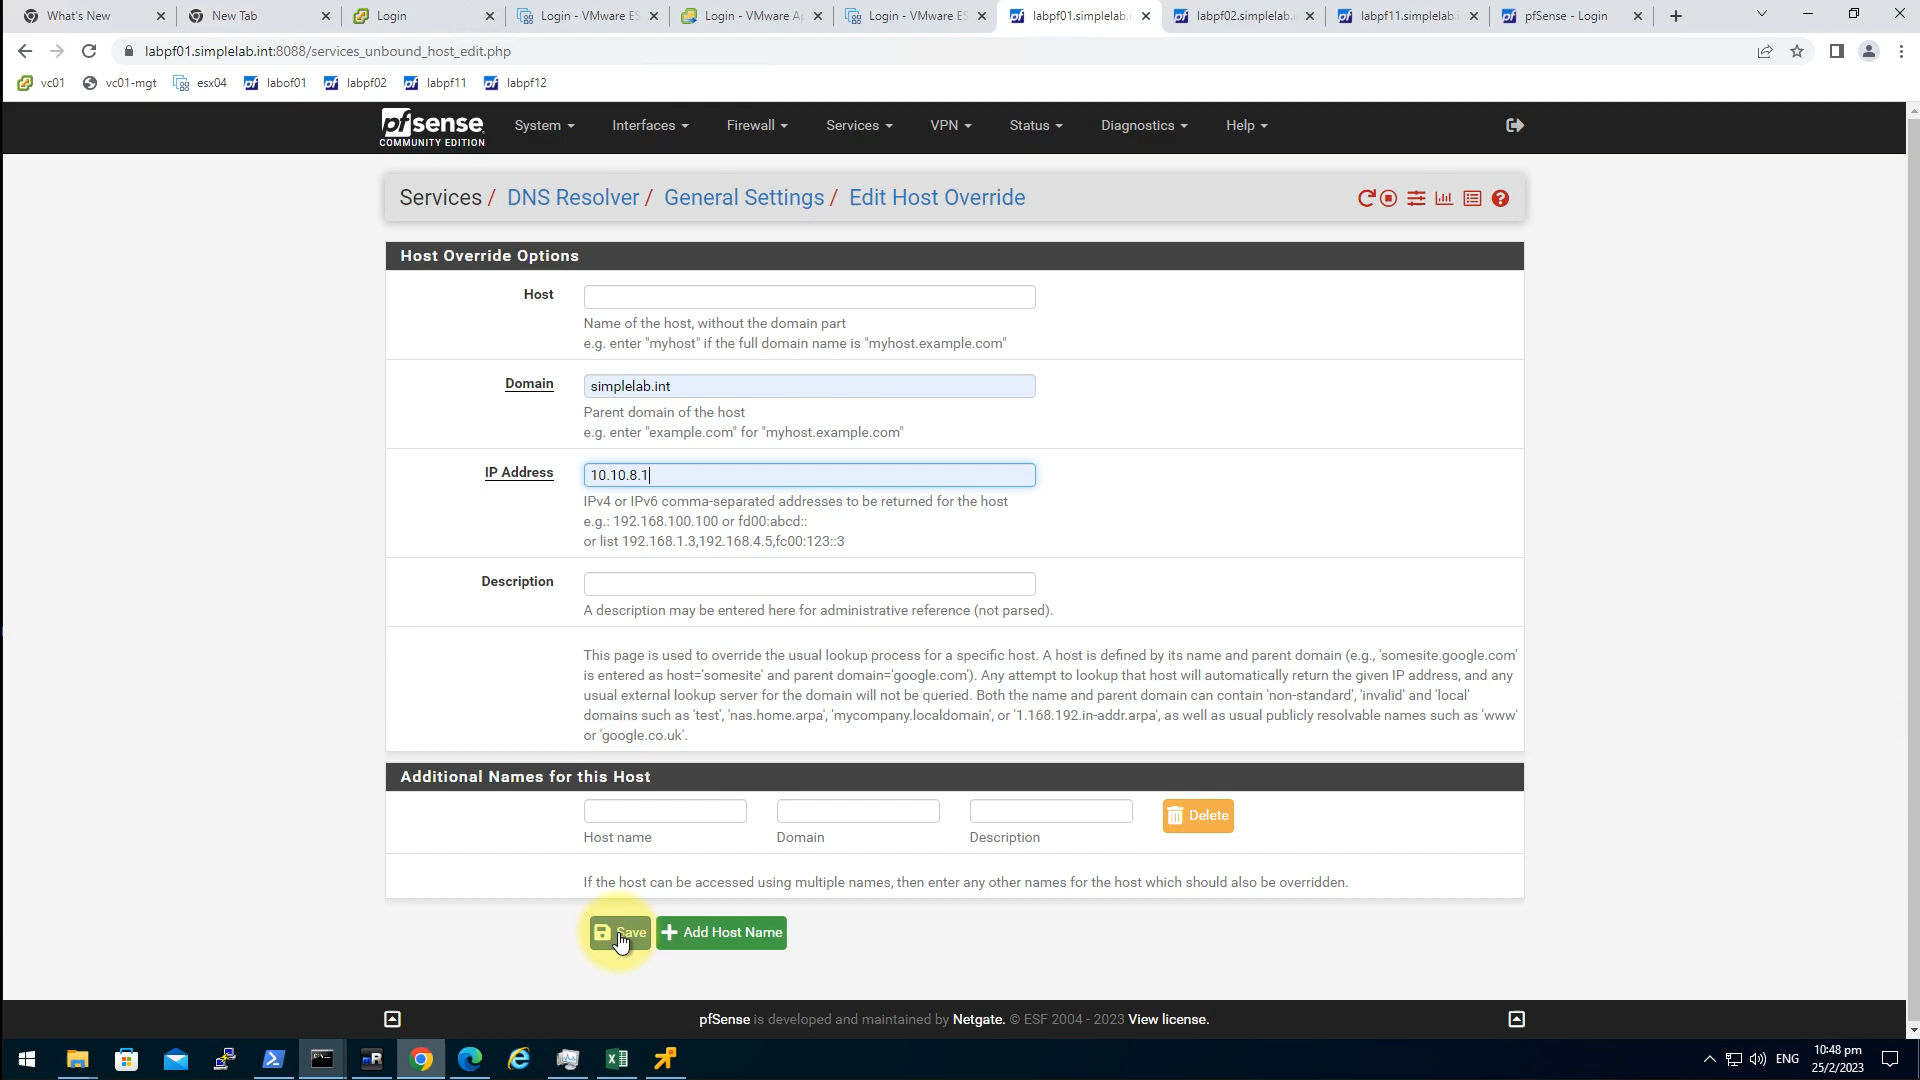 What's New
New Tab
Login
Login - VMware ES
Login - VMware Ap
Login - VMware ES
labpf01.simplelab.
labpf02.simplelab.
labpf11.simplelab.
pfSense - Login
labpf01.simplelab.int:8088/services_unbound_host_edit.php
vc01
vc01-mgt
esx04
labof01
labpf02
labpf11
labpf12
pfsense
COMMUNITY EDITION
System
Interfaces
Firewall
Services
VPN
Status
Diagnostics
Help
Services / DNS Resolver / General Settings / Edit Host Override
Host Override Options
Host
Name of the host, without the domain part
e.g. enter "myhost" if the full domain name is "myhost.example.com"
Domain
simplelab.int
Parent domain of the host
e.g. enter "example.com" for "myhost.example.com"
IP Address
10.10.8.1
IPv4 or IPv6 comma-separated addresses to be returned for the host
e.g.: 192.168.100.100 or fd00:abcd::
or list 192.168.1.3,192.168.4.5,fc00:123::3
Description
A description may be entered here for administrative reference (not parsed).
This page is used to override the usual lookup process for a specific host. A host is defined by its name and parent domain (e.g., 'somesite.google.com'
is entered as host='somesite' and parent domain='google.com'). Any attempt to lookup that host will automatically return the given IP address, and any
usual external lookup server for the domain will not be queried. Both the name and parent domain can contain 'non-standard', 'invalid' and 'local'
domains such as 'test', 'nas.home.arpa', 'mycompany.localdomain', or '1.168.192.in-addr.arpa', as well as usual publicly resolvable names such as 'www'
or 'google.co.uk'.
Additional Names for this Host
Host name
Domain
Description
Delete
If the host can be accessed using multiple names, then enter any other names for the host which should also be overridden.
Save
Add Host Name
pfSense is developed and maintained by Netgate. © ESF 2004 - 2023 View license.
mR
ENG
10:48 pm
25/2/2023